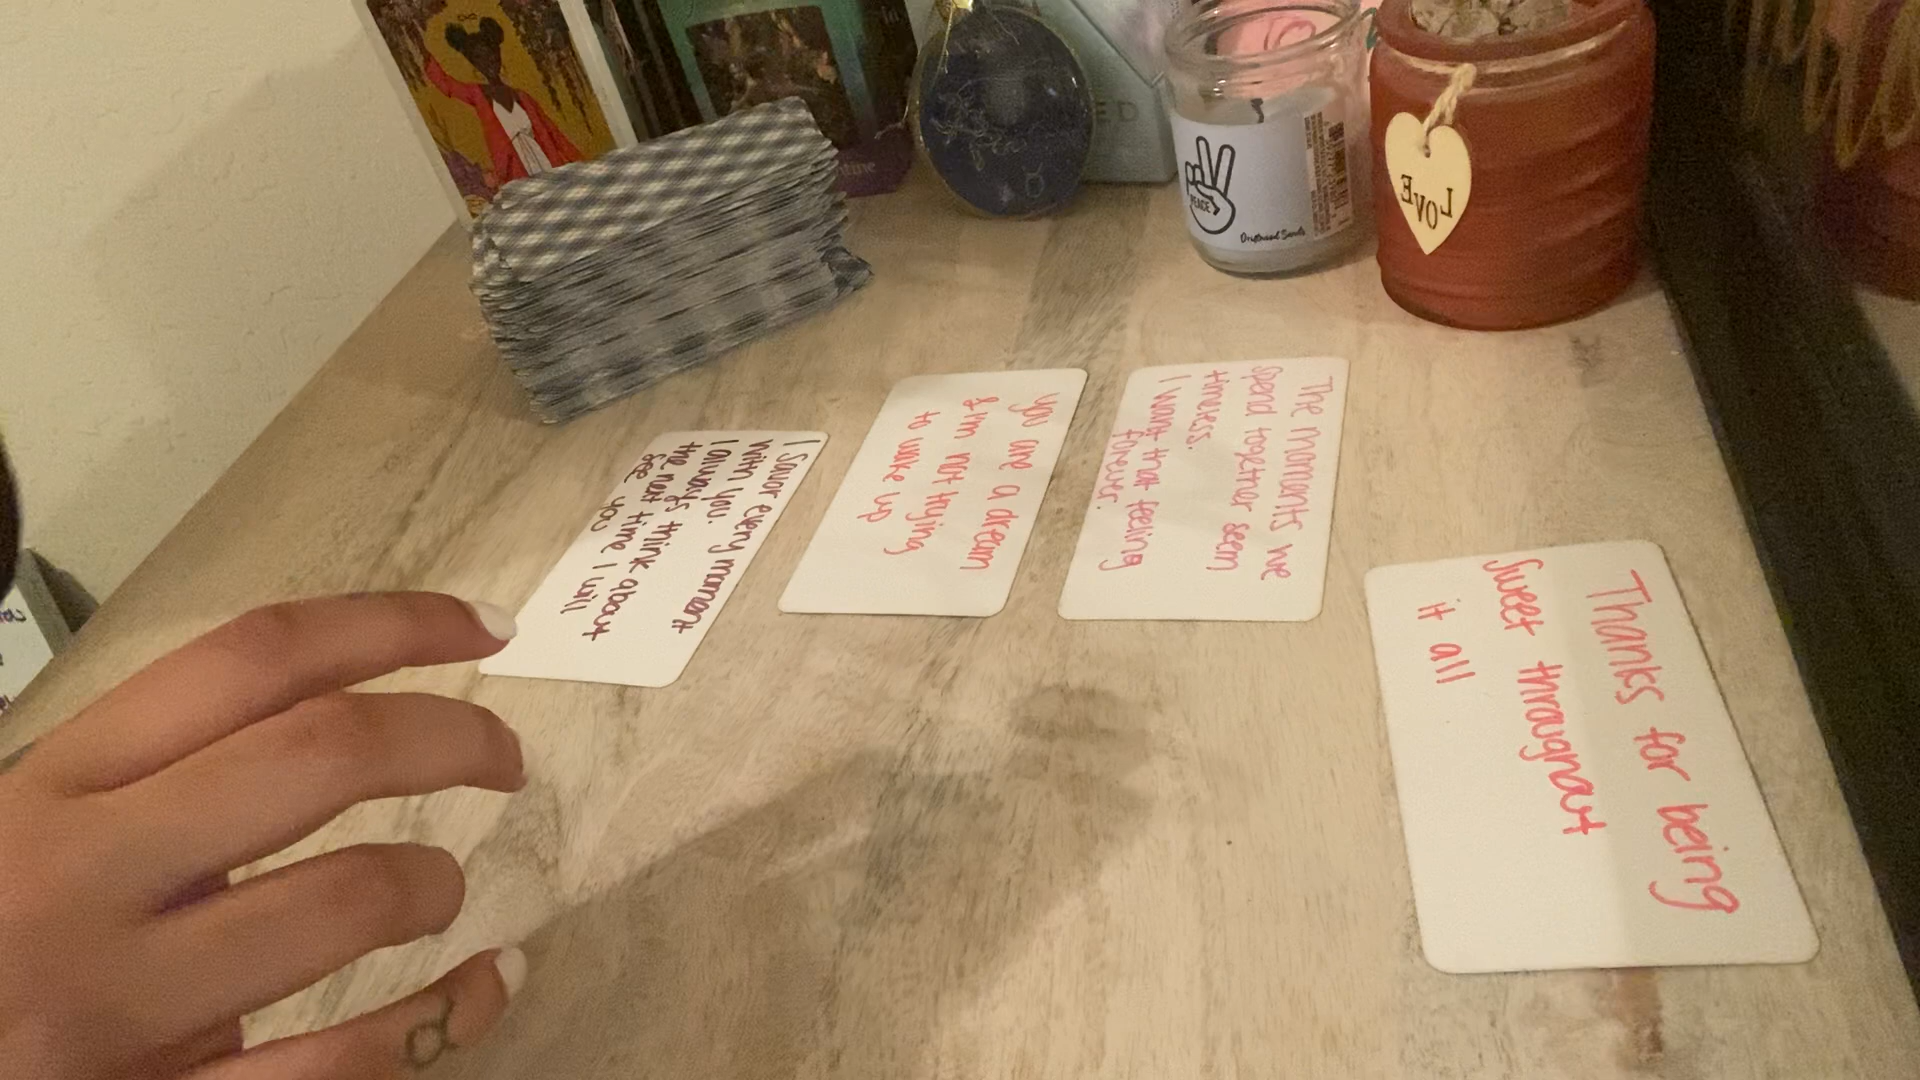 I savor every moment
with you.
I always think about
the next time I will
see you
you are a dream
& I'm not trying
to wake up
The moments we
spend together seem
timeless.
I want that feeling
forever.
Thanks for being
sweet throughout
it all
PEACE
Driftwood Sands
LOVE